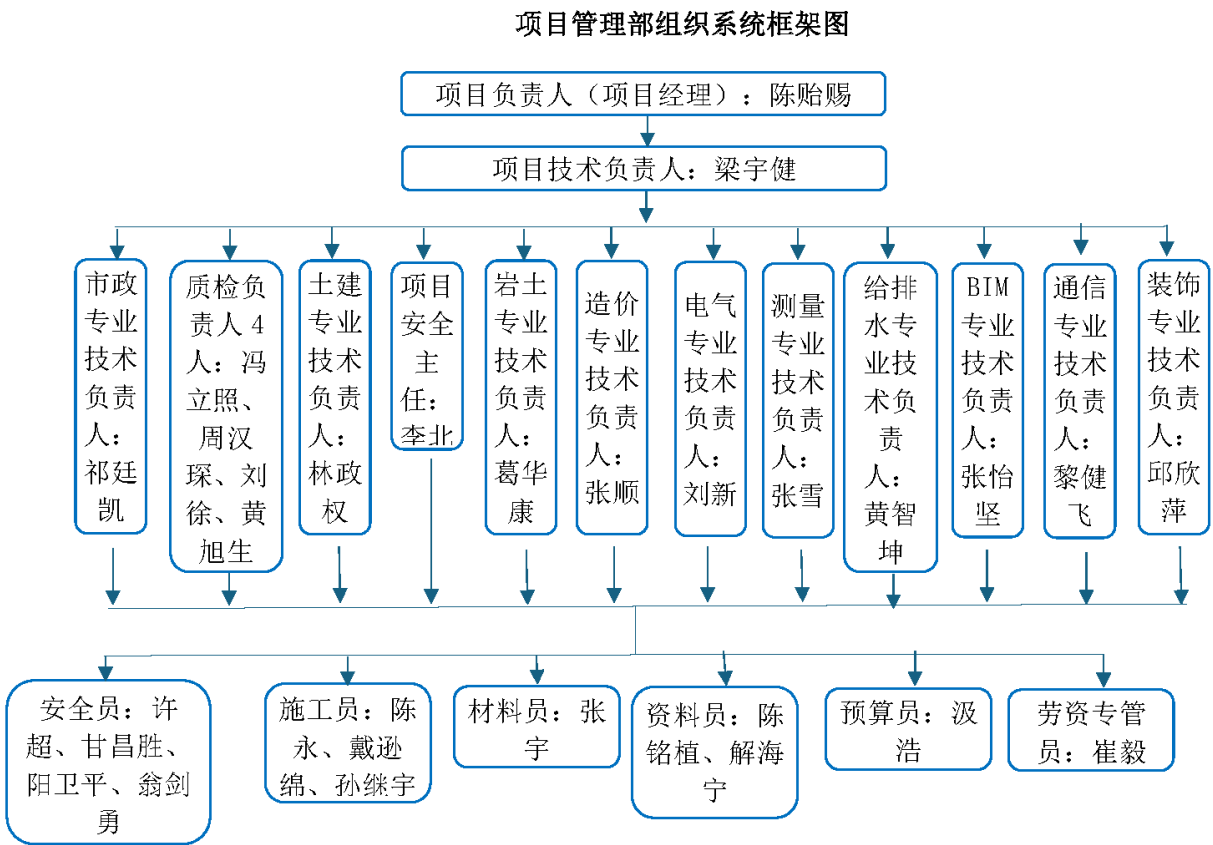 项目管理部组织系统框架图
项目负责人（项目经理）：陈贻赐
项目技术负责人：梁宇健
市政
专业
技术
负责
人：
祁廷
凯
质检负
责人 4
人：冯
立照、
周汉
琛、刘
徐、黄
旭生
土建
专业
技术
负责
人：
林政
权
项目
安全
主
任：
李北
岩土
专业
技术
负责
人：
葛华
康
造价
专业
技术
负责
人：
张顺
电气
专业
技术
负责
人：
刘新
测量
专业
技术
负责
人：
张雪
给排
水专
业技
术负
责
人：
黄智
坤
BIM
专业
技术
负责
人：
张怡
坚
通信
专业
技术
负责
人：
黎健
飞
装饰
专业
技术
负责
人：
邱欣
萍
安全员：许
超、甘昌胜、
阳卫平、翁剑
勇
施工员：陈
永、戴逊
绵、孙继宇
材料员：张
宇
资料员：陈
铭植、解海
宁
预算员：汲
浩
劳资专管
员：崔毅